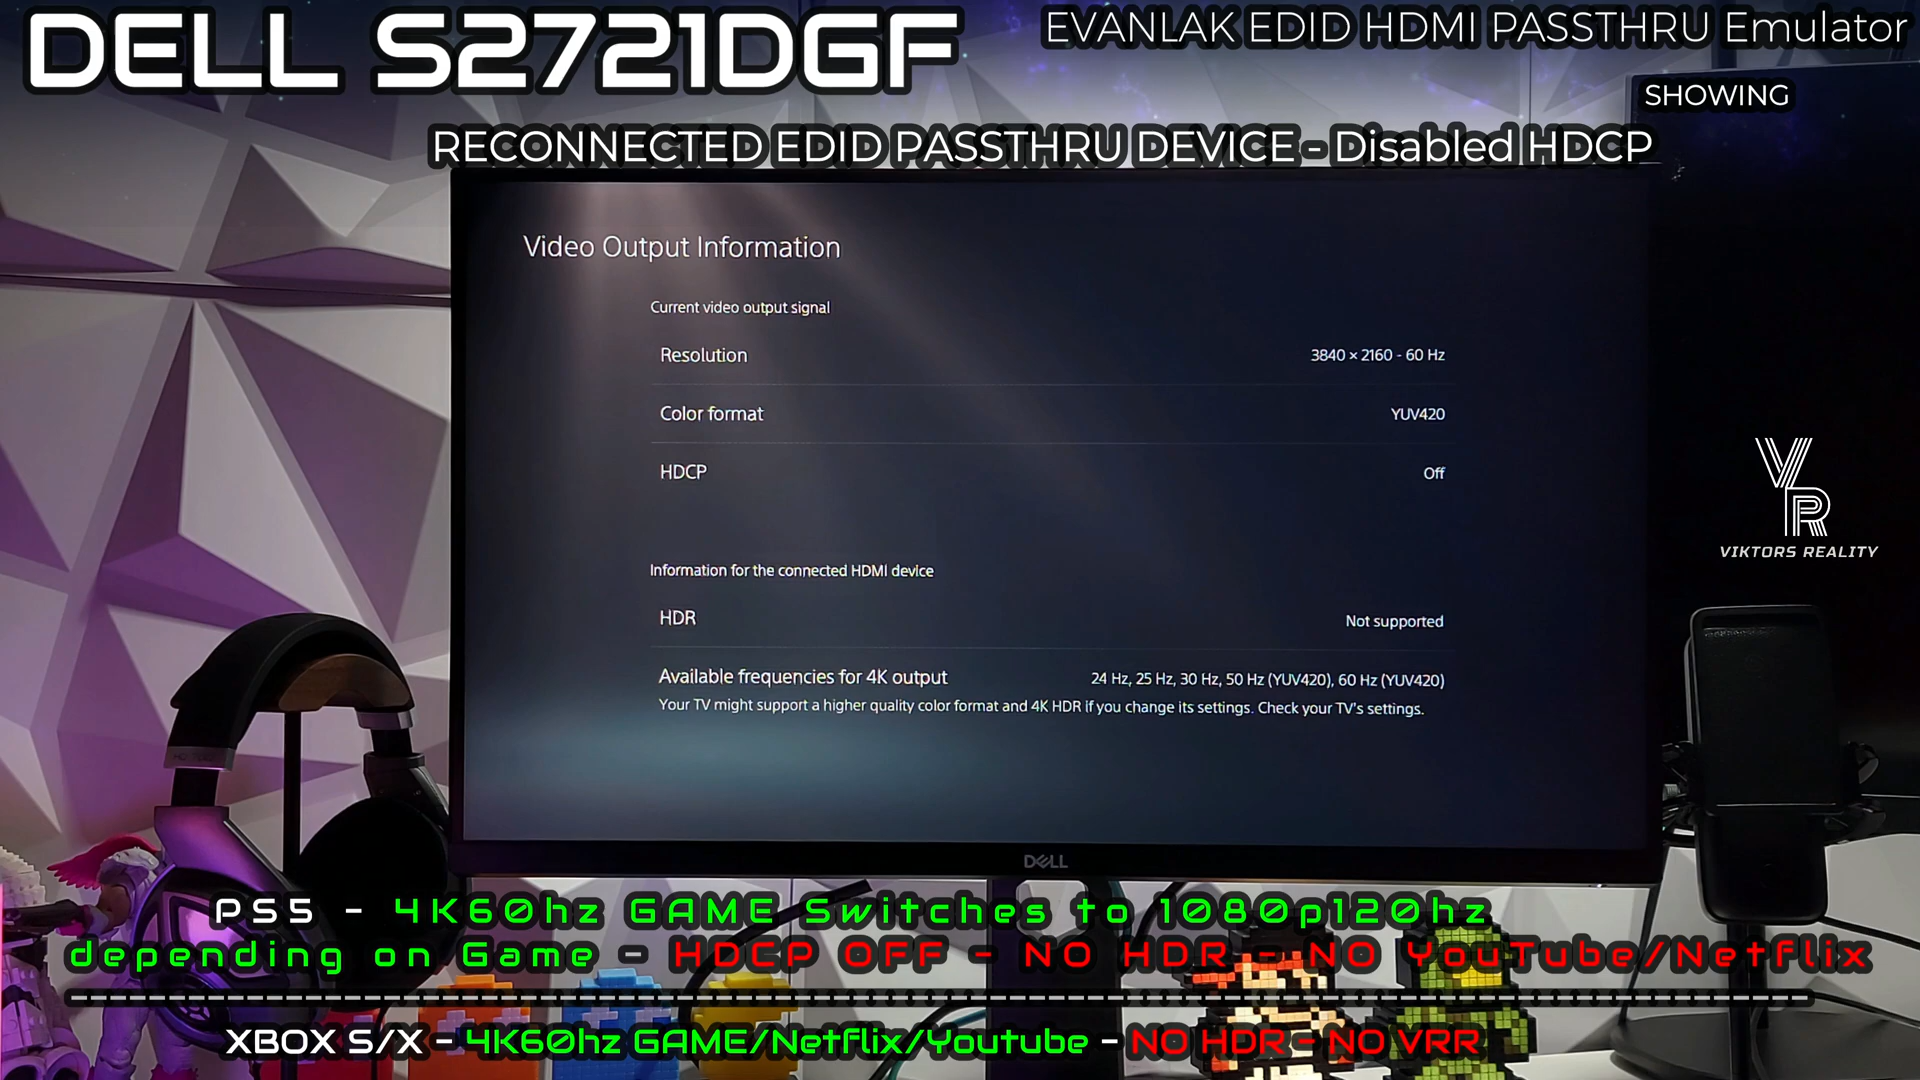 DELL S2721DGF
EVANLAK EDID HDMI PASSTHRU Emulator
SHOWING
RECONNECTED EDID PASSTHRU DEVICE - Disabled HDCP
Video Output Information
Current video output signal
Resolution 3840 × 2160 - 60 Hz
Color format YUV420
HDCP Off
Information for the connected HDMI device
HDR Not supported
Available frequencies for 4K output 24 Hz, 25 Hz, 30 Hz, 50 Hz (YUV420), 60 Hz (YUV420)
Your TV might support a higher quality color format and 4K HDR if you change its settings. Check your TV's settings.
VR
VIKTORS REALITY
DELL
PS5 - 4K60hz GAME Switches to 1080p120hz
depending on Game - HDCP OFF - NO HDR - NO YouTube/Netflix
XBOX S/X - 4K60hz GAME/Netflix/Youtube - NO HDR - NO VRR